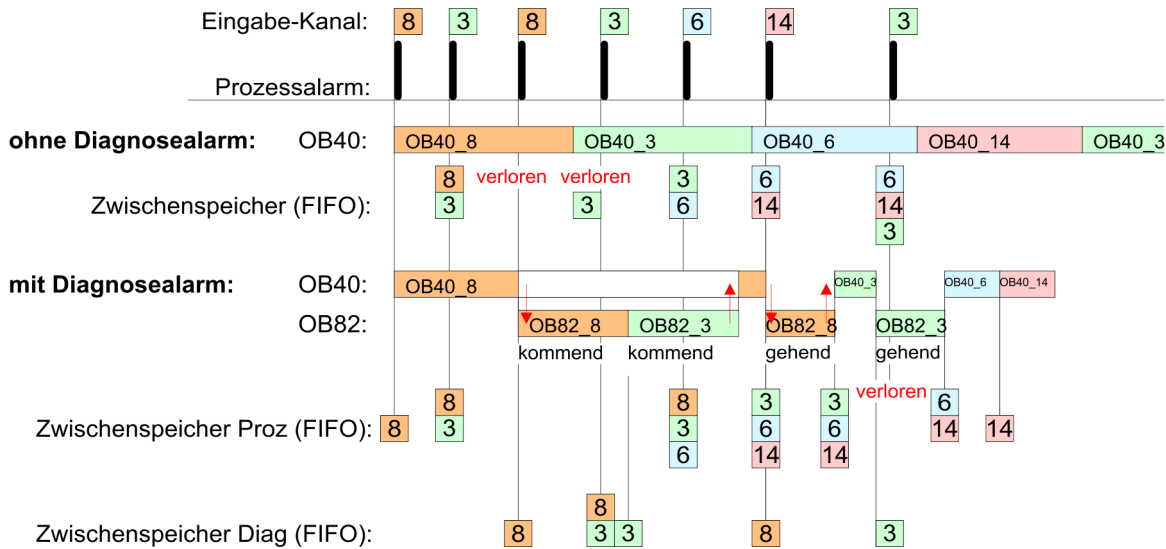 Eingabe-Kanal: 8 3 8 3 6 14 3
Prozessalarm:
ohne Diagnosealarm: OB40: OB40_8 OB40_3 OB40_6 OB40_14 OB40_3
8 verloren verloren 3 6 6
Zwischenspeicher (FIFO): 3 3 6 14 14
3
mit Diagnosealarm: OB40: OB40_8 OB40_3 OB40_6 OB40_14
OB82: OB82_8 OB82_3 OB82_8 OB82_3
kommend kommend gehend gehend
verloren
8 8 3 3 6
Zwischenspeicher Proz (FIFO): 8 3 3 6 6 14 14
6 14 14
8
Zwischenspeicher Diag (FIFO): 8 3 3 8 3